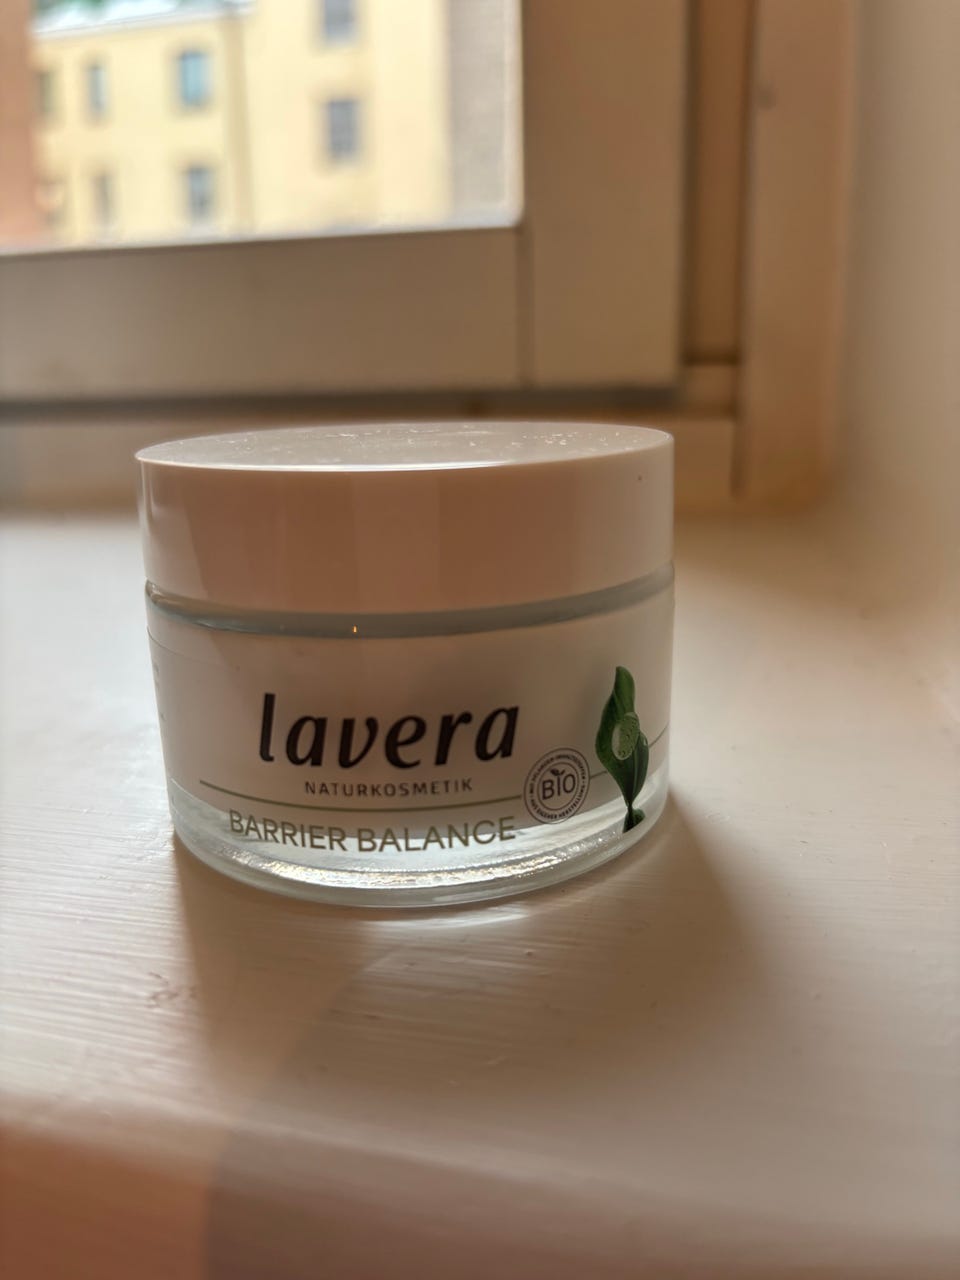 lavera
NATURKOSMETIK
BIO
BARRIER BALANCE